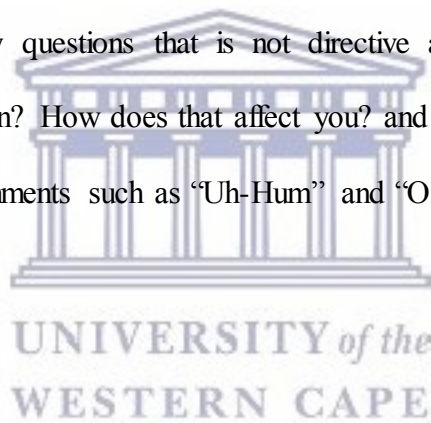 questions that is not directive
How does that affect you? and
such as “Uh-Hum” and
UNIVERSITY of the
WESTERN CAPE